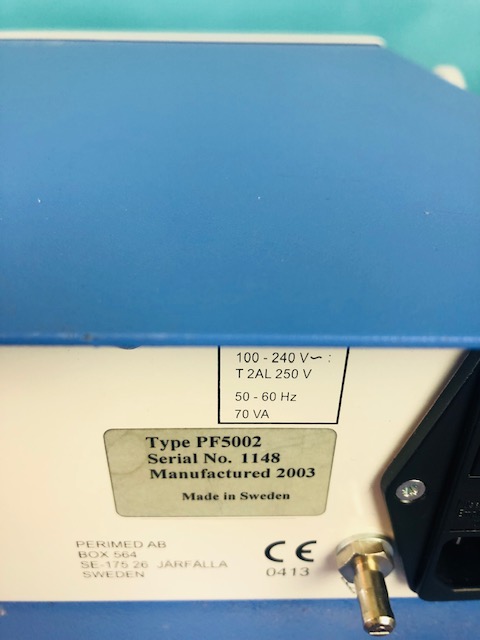 100 - 240 V~ :
T 2AL 250 V
50 - 60 Hz
70 VA
Type PF5002
Serial No. 1148
Manufactured 2003
Made in Sweden
PERIMED AB
BOX 564
SE-175 26 JÄRFÄLLA
SWEDEN
CE
0413